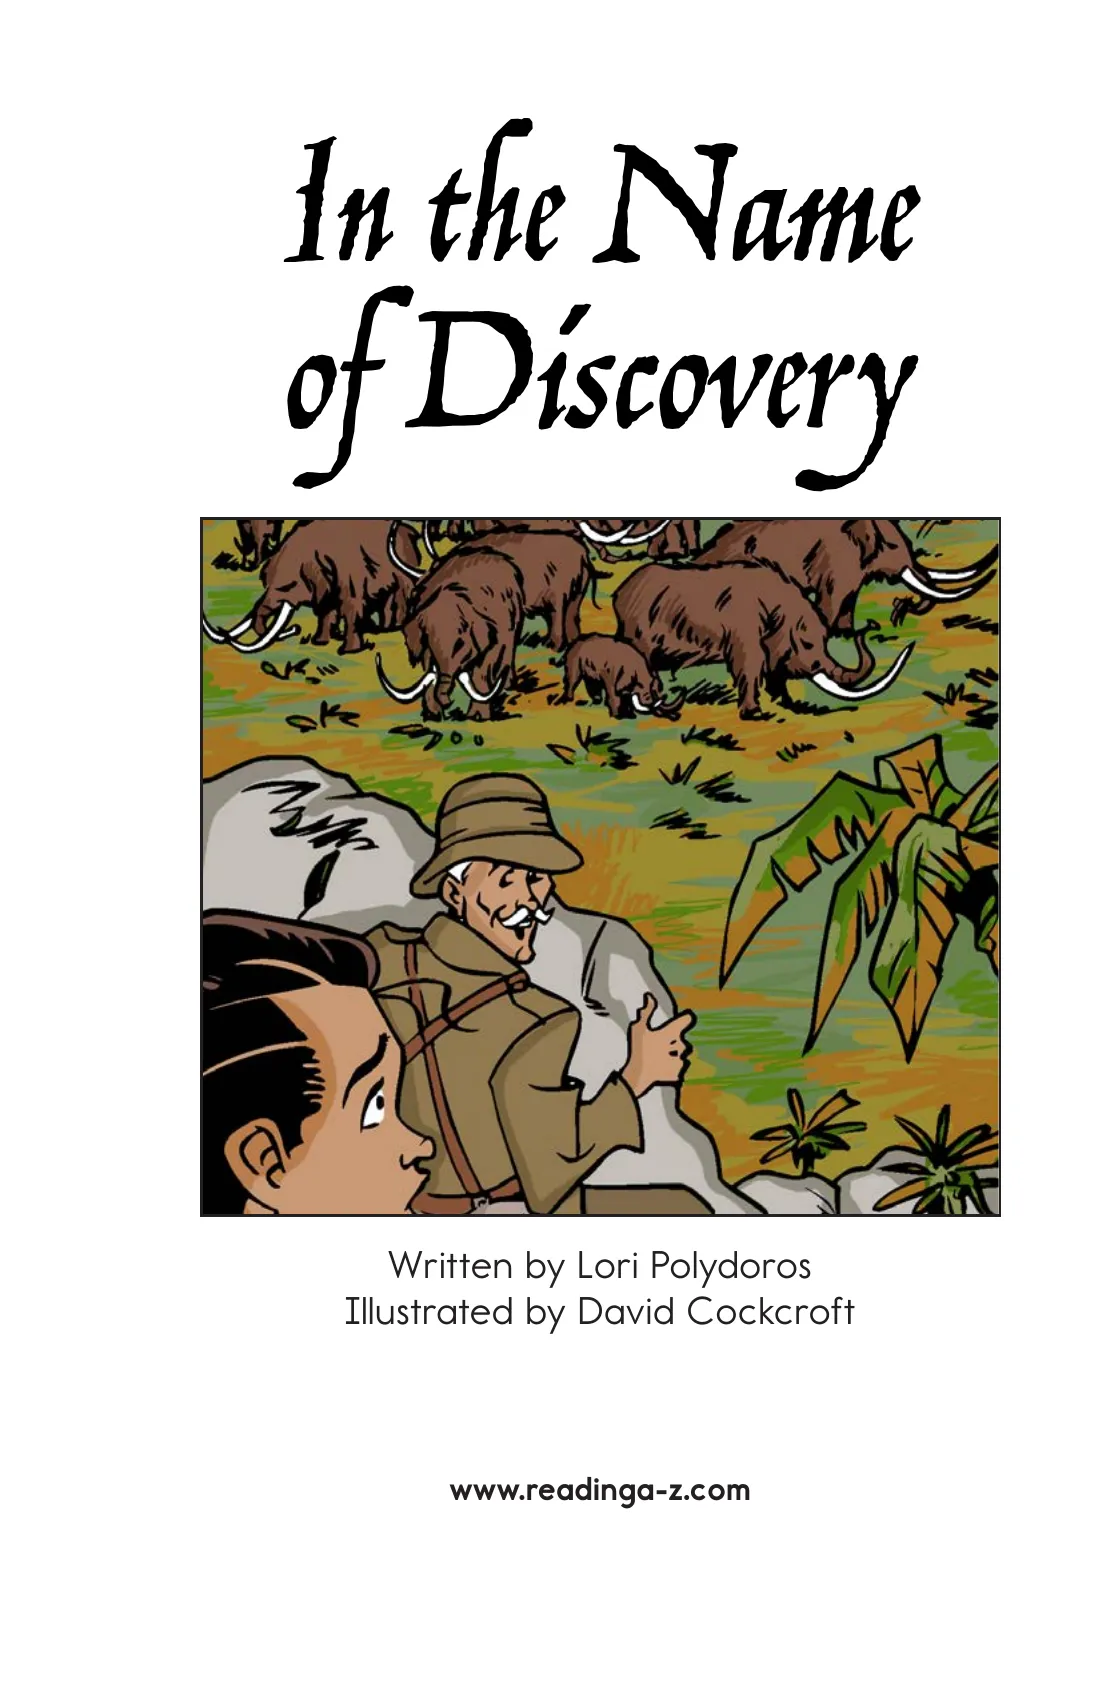 In the Name
of Discovery
Written by Lori Polydoros
Illustrated by David Cockcroft
www.readinga-z.com